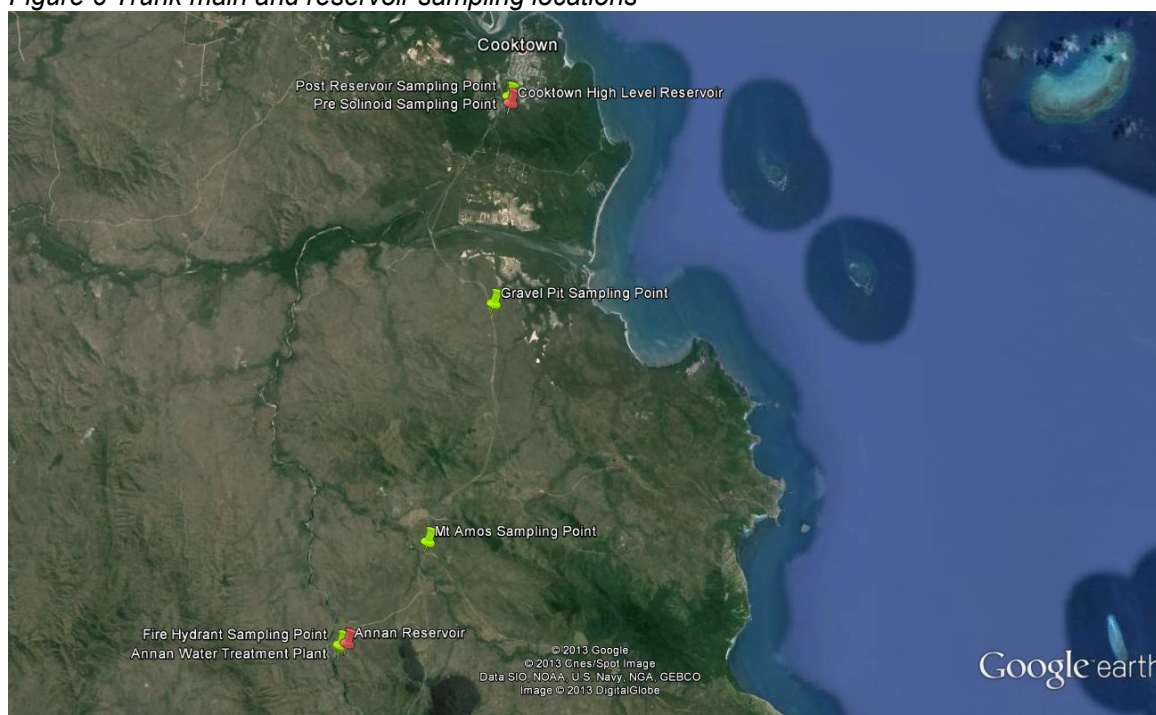 Figure 6 Trunk main and reservoir sampling locations
Cooktown
Post Reservoir Sampling Point
Cooktown High Level Reservoir
Pre Solinoid Sampling Point
Gravel Pit Sampling Point
Mt Amos Sampling Point
Fire Hydrant Sampling Point
Annan Reservoir
Annan Water Treatment Plant
© 2013 Google
© 2013 Cnes/Spot Image
Data SIO, NOAA, U.S. Navy, NGA, GEBCO
Image © 2013 DigitalGlobe
Google earth